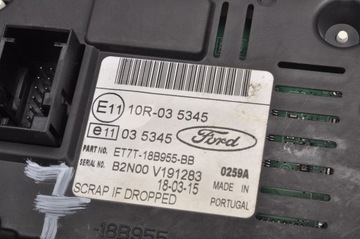 E11 10R-03 5345
e11 03 5345 Ford
PART NO. ET7T-18B955-BB
SERIAL NO. B2N00 V191283 0259A
18-03-15 MADE IN
SCRAP IF DROPPED PORTUGAL
18B955